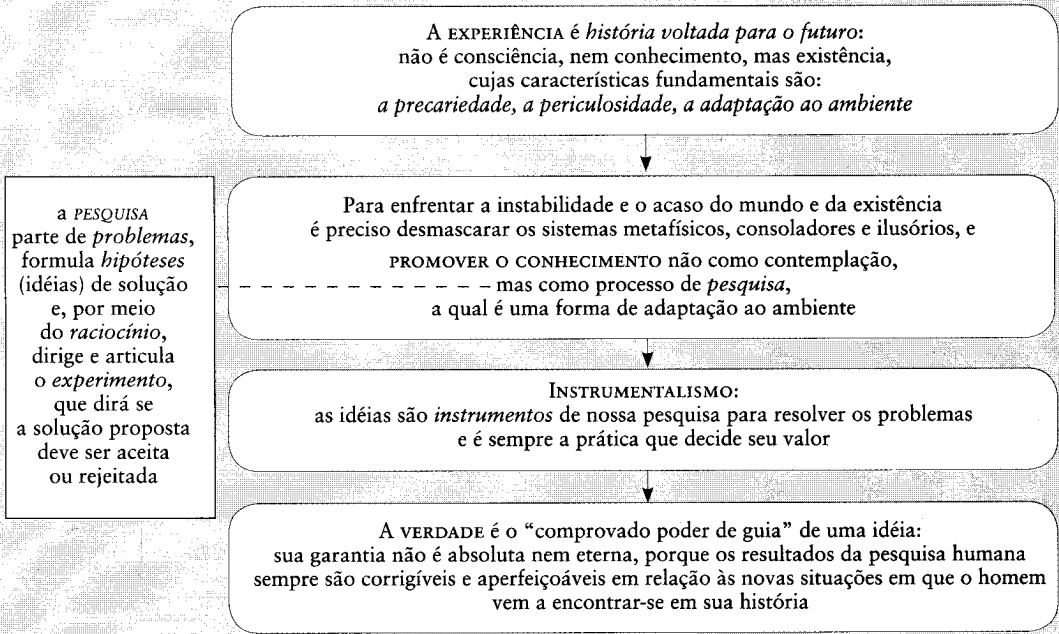 A EXPERIÊNCIA é história voltada para o futuro:
não é consciência, nem conhecimento, mas existência,
cujas características fundamentais são:
a precariedade, a periculosidade, a adaptação ao ambiente
Para enfrentar a instabilidade e o acaso do mundo e da existência
é preciso desmascarar os sistemas metafísicos, consoladores e ilusórios, e
PROMOVER O CONHECIMENTO não como contemplação,
mas como processo de pesquisa,
a qual é uma forma de adaptação ao ambiente
a PESQUISA
parte de problemas,
formula hipóteses
(idéias) de solução
e, por meio
do raciocínio,
dirige e articula
o experimento,
que dirá se
a solução proposta
deve ser aceita
ou rejeitada
INSTRUMENTALISMO:
as idéias são instrumentos de nossa pesquisa para resolver os problemas
e é sempre a prática que decide seu valor
A VERDADE é o “comprovado poder de guia” de uma idéia:
sua garantia não é absoluta nem eterna, porque os resultados da pesquisa humana
sempre são corrigíveis e aperfeiçoáveis em relação às novas situações em que o homem
vem a encontrar-se em sua história